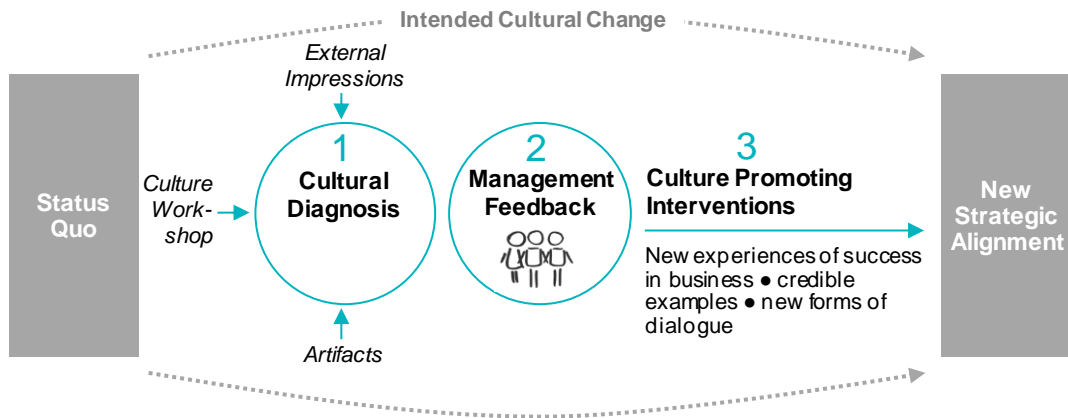 Intended Cultural Change
Status
Quo
External
Impressions
Culture
Work-
shop
Artifacts
1
Cultural
Diagnosis
2
Management
Feedback
3
Culture Promoting
Interventions
New experiences of success
in business ● credible
examples ● new forms of
dialogue
New
Strategic
Alignment